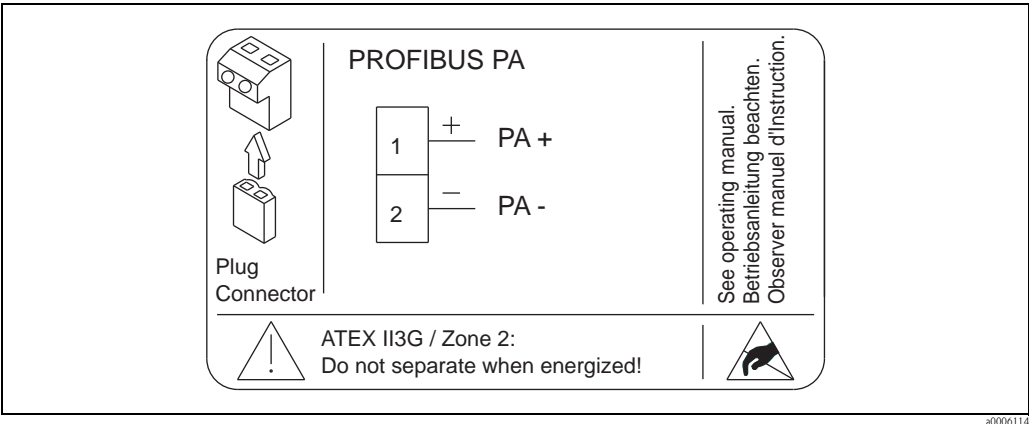 PROFIBUS PA
1
+
PA +
2
–
PA -
Plug
Connector
See operating manual.
Betriebsanleitung beachten.
Observer manuel d'Instruction.
!
ATEX II3G / Zone 2:
Do not separate when energized!
a0006114